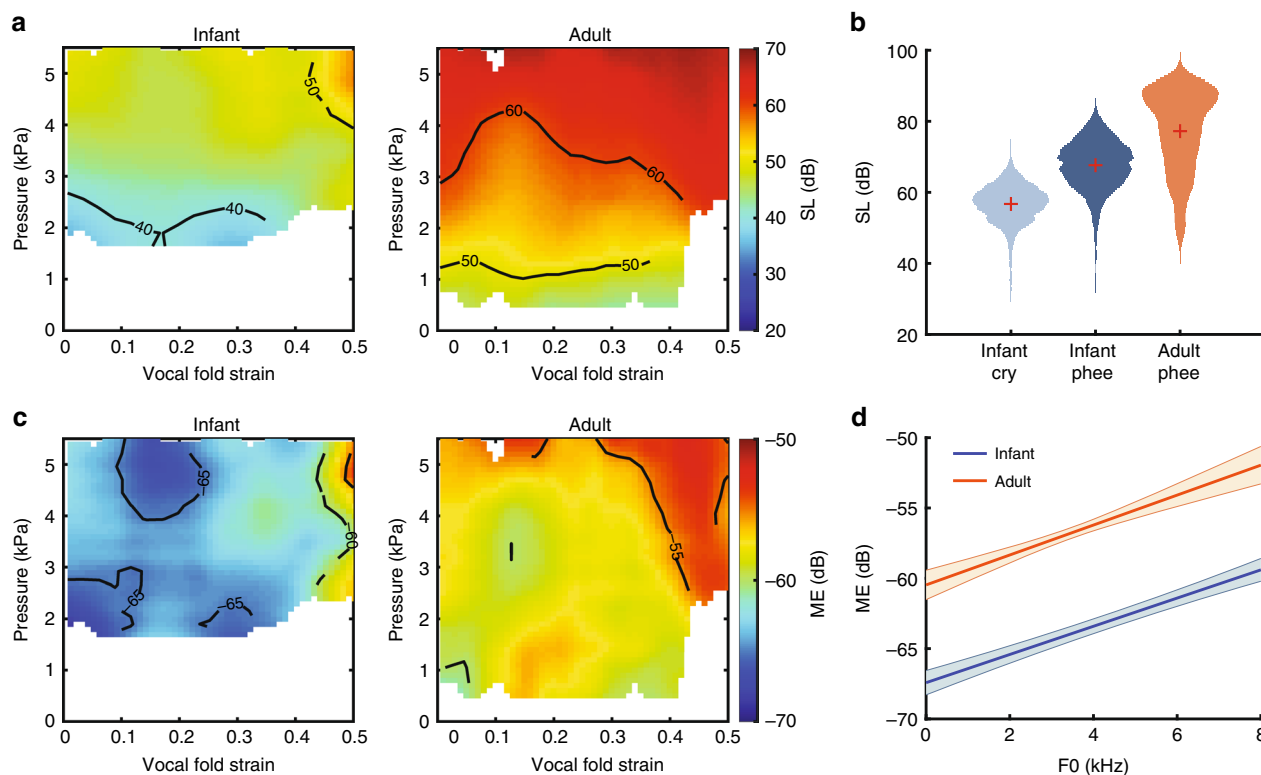 a
Infant
Adult
5
4
3
2
1
0
Pressure (kPa)
0 0.1 0.2 0.3 0.4 0.5
Vocal fold strain
50
40
40
5
4
3
2
1
0
Pressure (kPa)
0 0.1 0.2 0.3 0.4 0.5
Vocal fold strain
60
60
50
50
70
60
50
40
30
20
SL (dB)
b
100
80
60
40
20
SL (dB)
Infant cry
Infant phee
Adult phee
c
Infant
Adult
5
4
3
2
1
0
Pressure (kPa)
0 0.1 0.2 0.3 0.4 0.5
Vocal fold strain
−65
−65
−65
−60
5
4
3
2
1
0
Pressure (kPa)
0 0.1 0.2 0.3 0.4 0.5
Vocal fold strain
−55
−50
−60
−70
ME (dB)
d
−50
−55
−60
−65
−70
ME (dB)
Infant
Adult
0 2 4 6 8
F0 (kHz)